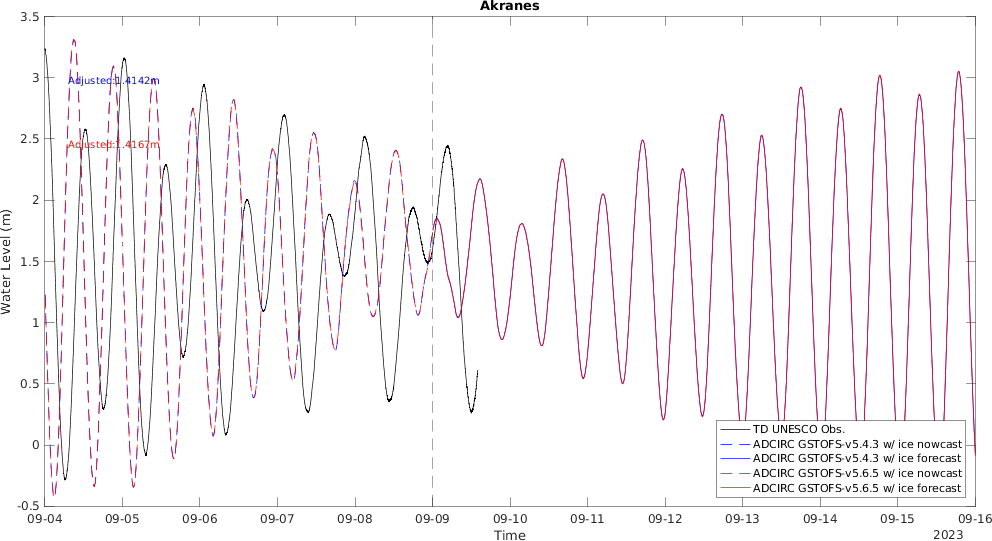 Akranes
Water Level (m)
3.5
3
2.5
2
1.5
1
0.5
0
-0.5
Adjusted:1.4142m
Adjusted:1.4167m
TD UNESCO Obs.
ADCIRC GSTOFS-v5.4.3 w/ ice nowcast
ADCIRC GSTOFS-v5.4.3 w/ ice forecast
ADCIRC GSTOFS-v5.6.5 w/ ice nowcast
ADCIRC GSTOFS-v5.6.5 w/ ice forecast
09-04 09-05 09-06 09-07 09-08 09-09 09-10 09-11 09-12 09-13 09-14 09-15 09-16
Time
2023